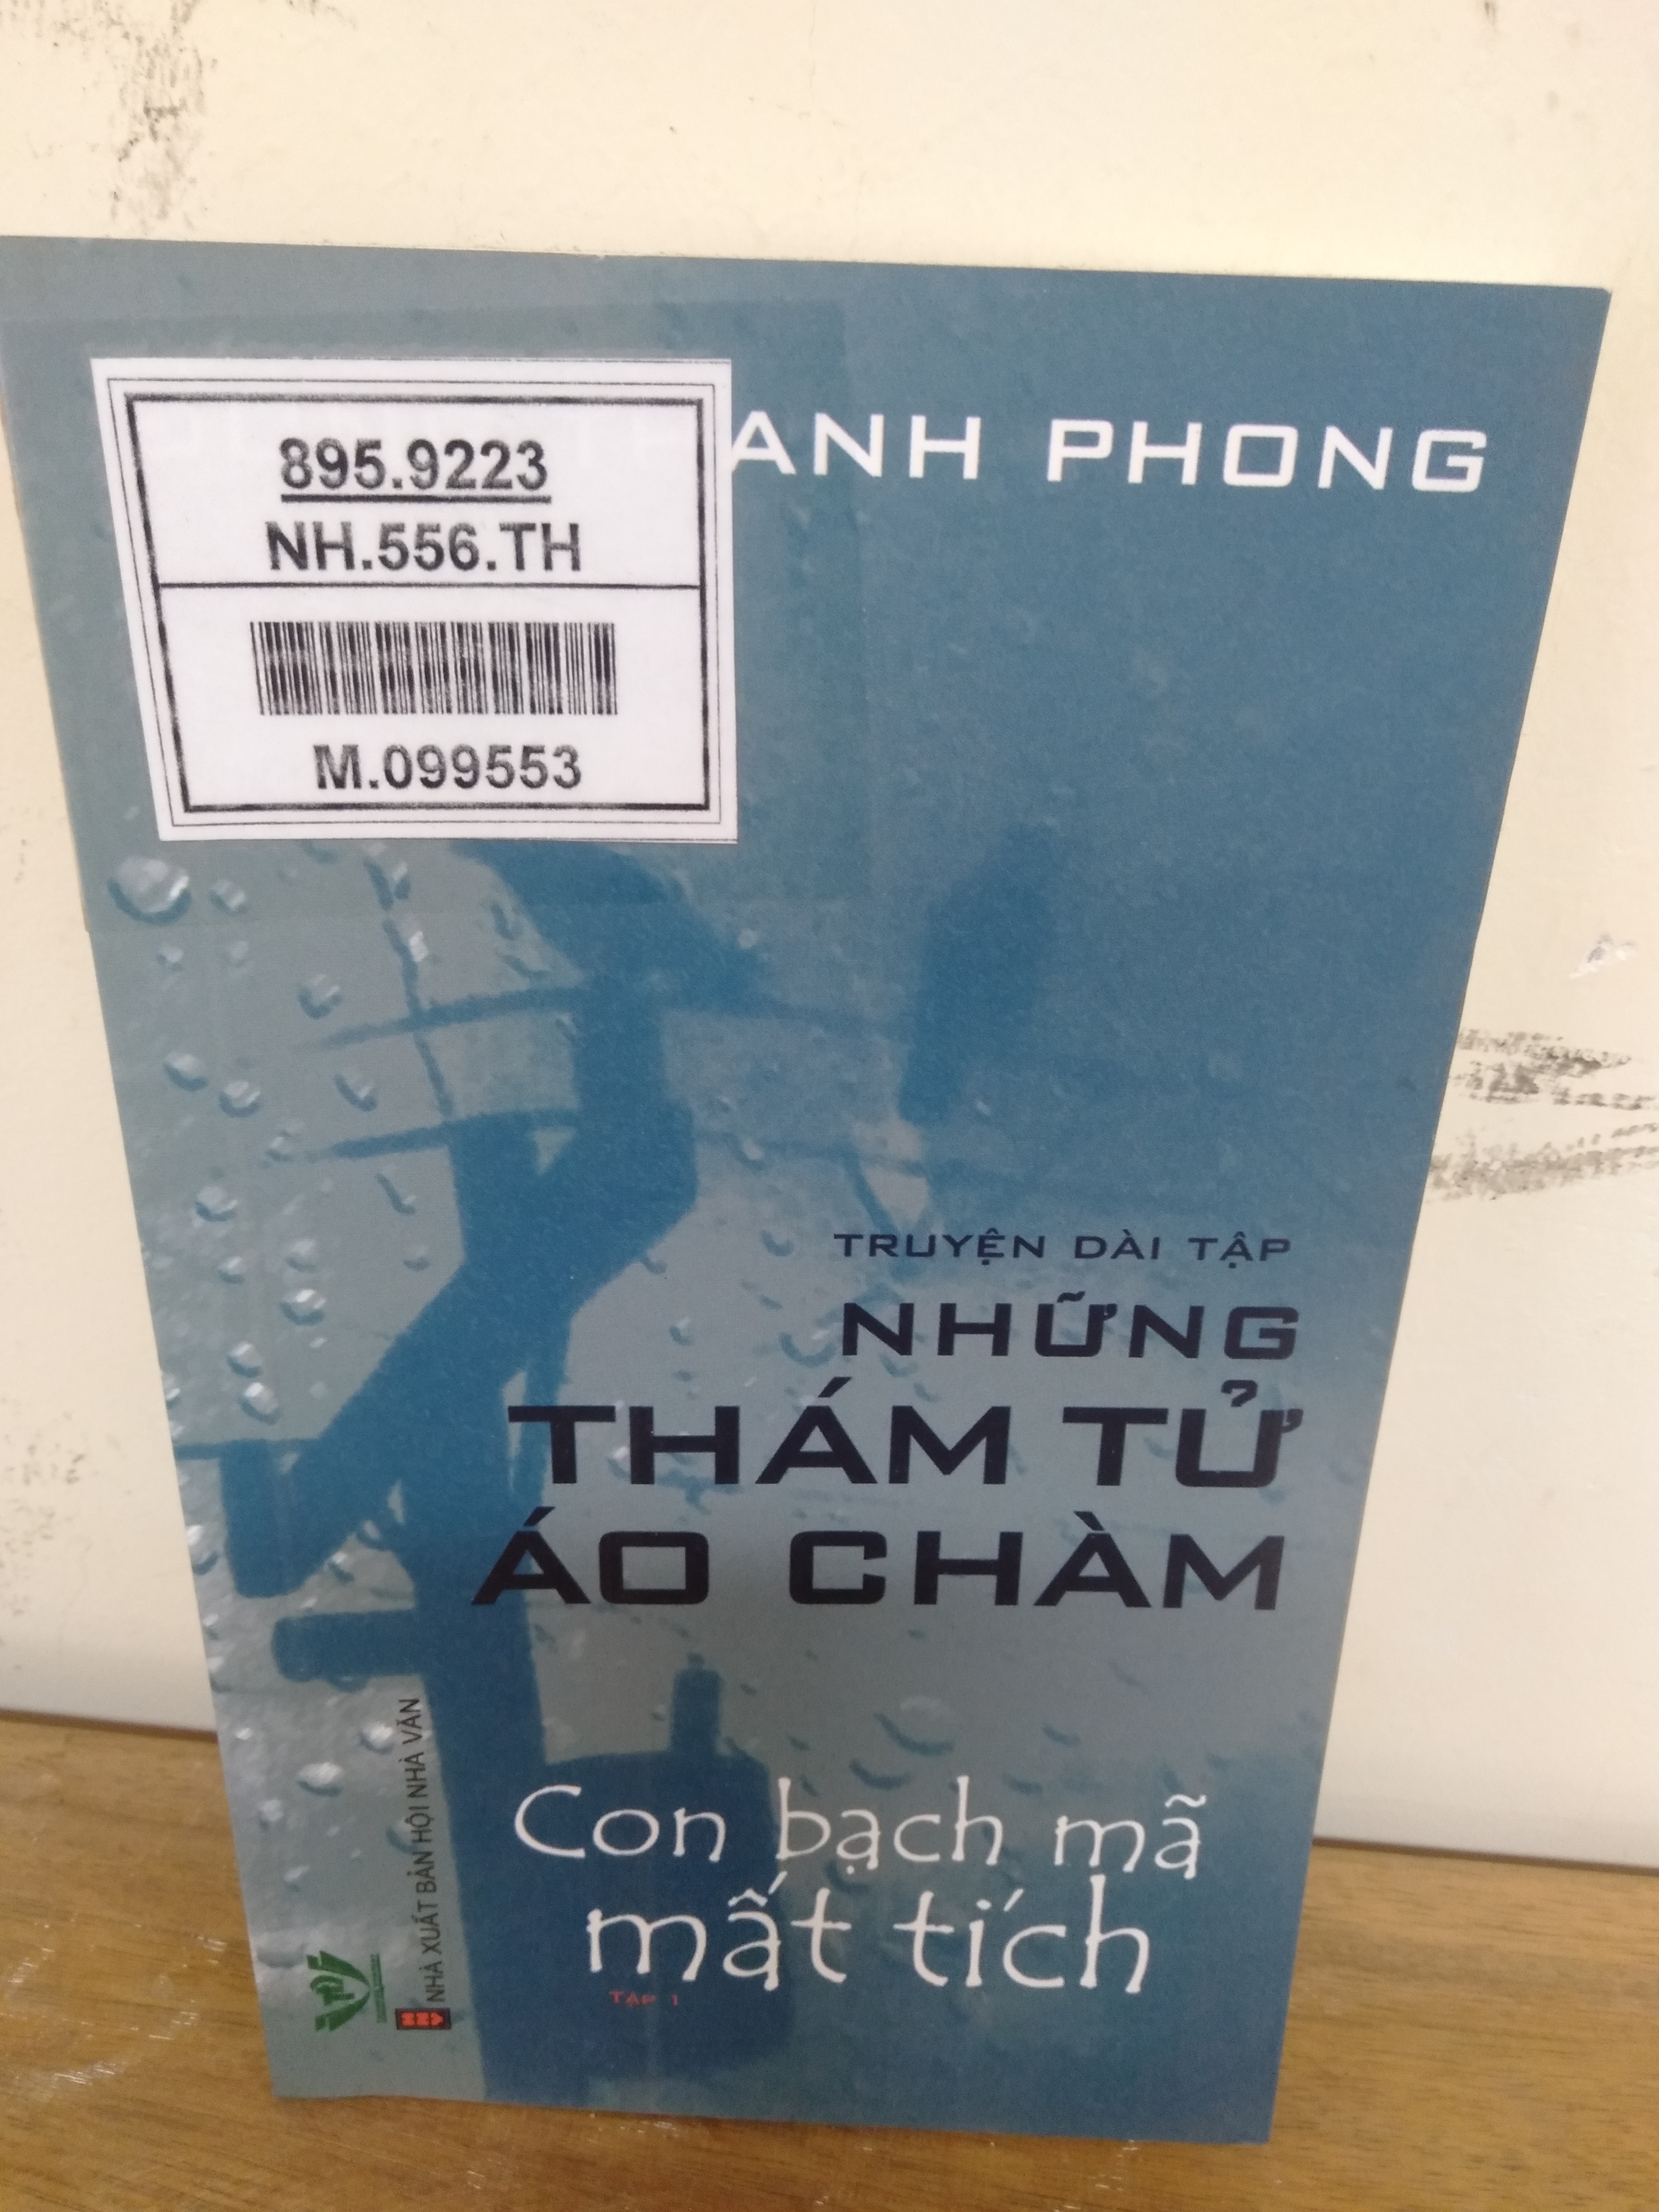 895.9223
NH.556.TH
M.099553
ANH PHONG
TRUYỆN DÀI TẬP
NHỮNG
THÁM TỬ
ÁO CHÀM
Con bạch mã
mất tích
TẬP 1
NHÀ XUẤT BẢN HỘI NHÀ VĂN
HNV